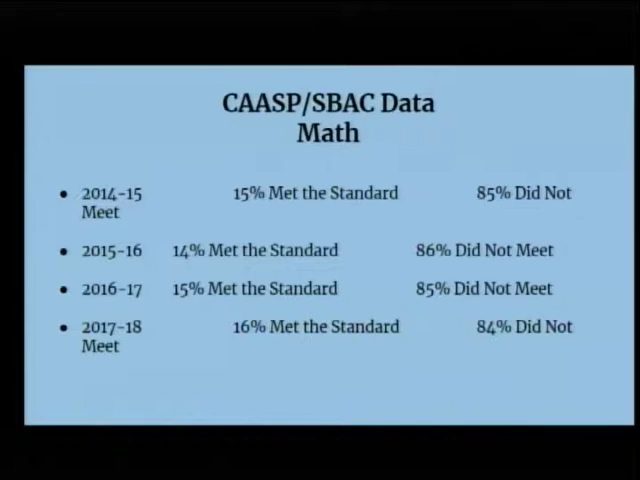 CAASP/SBAC Data
Math
• 2014-15 15% Met the Standard 85% Did Not
Meet
• 2015-16 14% Met the Standard 86% Did Not Meet
• 2016-17 15% Met the Standard 85% Did Not Meet
• 2017-18 16% Met the Standard 84% Did Not
Meet